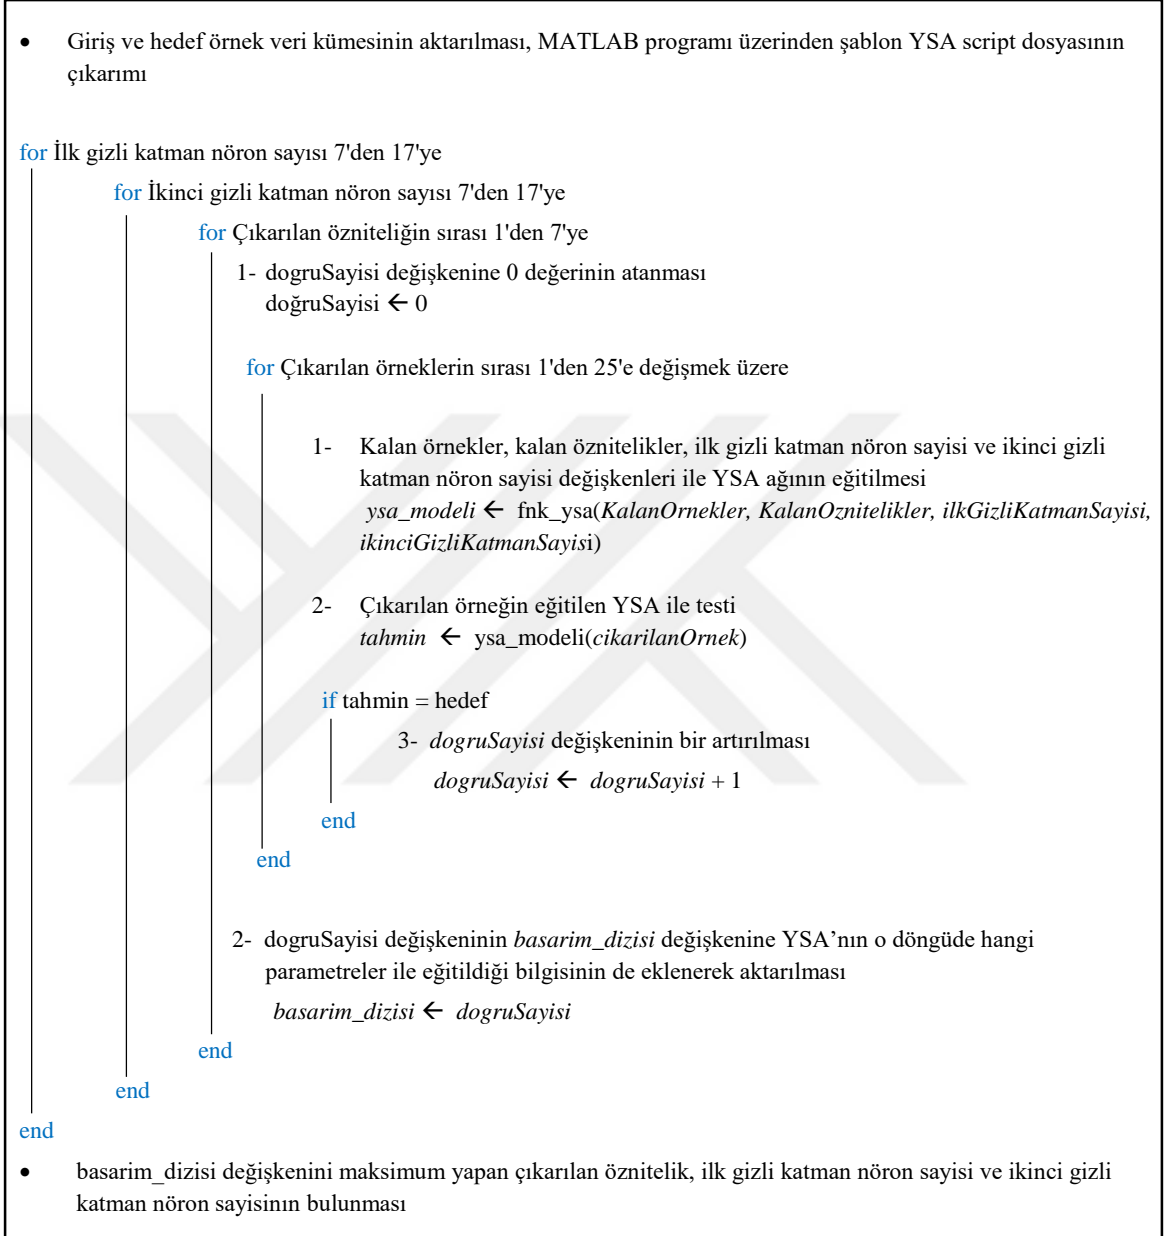 • Giriş ve hedef örnek veri kümesinin aktarılması, MATLAB programı üzerinden şablon YSA script dosyasının
çıkarımı
for İlk gizli katman nöron sayısı 7'den 17'ye
for İkinci gizli katman nöron sayısı 7'den 17'ye
for Çıkarılan özniteliğin sırası 1'den 7'ye
1- dogruSayisi değişkenine 0 değerinin atanması
doğruSayisi ← 0
for Çıkarılan örneklerin sırası 1'den 25'e değişmek üzere
1- Kalan örnekler, kalan öznitelikler, ilk gizli katman nöron sayisi ve ikinci gizli
katman nöron sayisi değişkenleri ile YSA ağının eğitilmesi
ysa_modeli ← fnk_ysa(KalanOrnekler, KalanOznitelikler, ilkGizliKatmanSayisi,
ikinciGizliKatmanSayisi)
2- Çıkarılan örneğin eğitilen YSA ile testi
tahmin ← ysa_modeli(cikarilanOrnek)
if tahmin = hedef
3- dogruSayisi değişkeninin bir artırılması
dogruSayisi ← dogruSayisi + 1
end
end
2- dogruSayisi değişkeninin basarim_dizisi değişkenine YSA’nın o döngüde hangi
parametreler ile eğitildiği bilgisinin de eklenerek aktarılması
basarim_dizisi ← dogruSayisi
end
end
end
• basarim_dizisi değişkenini maksimum yapan çıkarılan öznitelik, ilk gizli katman nöron sayisi ve ikinci gizli
katman nöron sayisinın bulunması